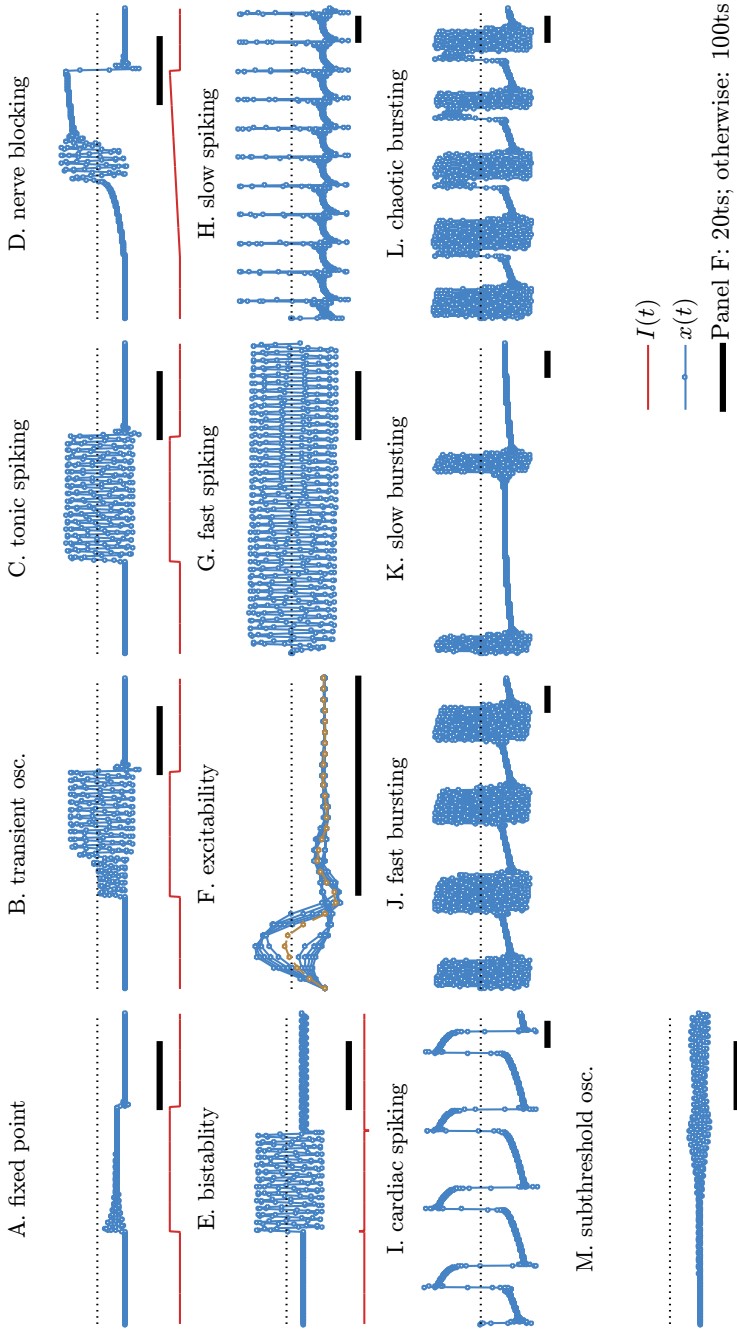 A. fixed point
B. transient osc.
C. tonic spiking
D. nerve blocking
E. bistablity
F. excitability
G. fast spiking
H. slow spiking
I. cardiac spiking
J. fast bursting
K. slow bursting
L. chaotic bursting
M. subthreshold osc.
I(t)
x(t)
Panel F: 20ts; otherwise: 100ts